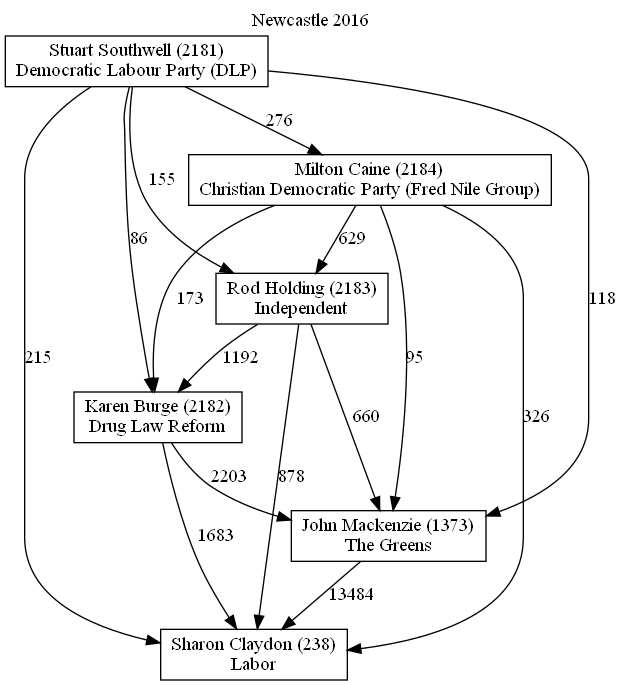 Newcastle 2016
Stuart Southwell (2181)
Democratic Labour Party (DLP)
276
Milton Caine (2184)
Christian Democratic Party (Fred Nile Group)
155
86
629
173
118
Rod Holding (2183)
Independent
215
1192
95
Karen Burge (2182)
Drug Law Reform
660
326
2203
878
John Mackenzie (1373)
The Greens
1683
13484
Sharon Claydon (238)
Labor